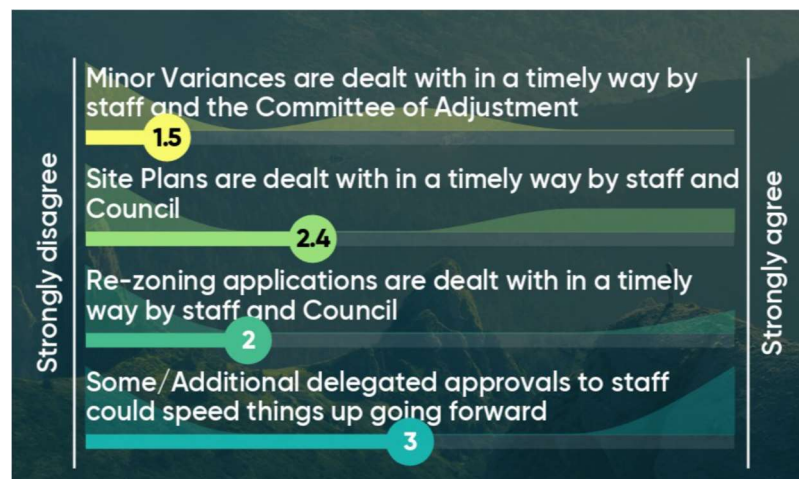 Strongly disagree
Minor Variances are dealt with in a timely way by
staff and the Committee of Adjustment
1.5
Site Plans are dealt with in a timely way by staff and
Council
2.4
Re-zoning applications are dealt with in a timely
way by staff and Council
2
Some/Additional delegated approvals to staff
could speed things up going forward
3
Strongly agree